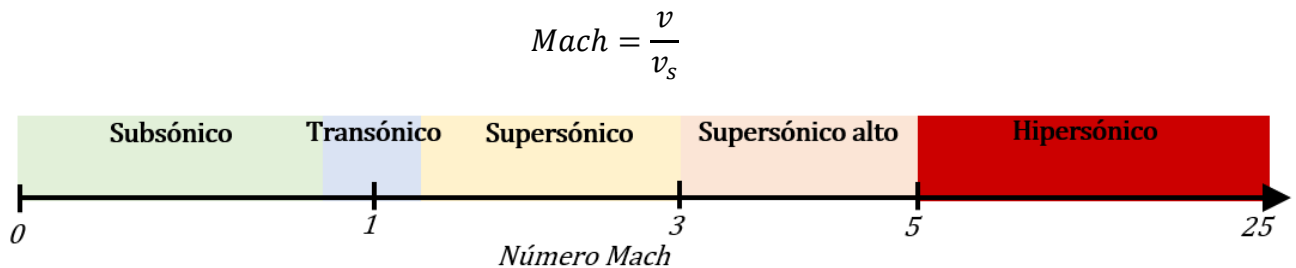 Mach = v / v_s
Subsónico Transónico Supersónico Supersónico alto Hipersónico
0 1 3 5 25
Número Mach